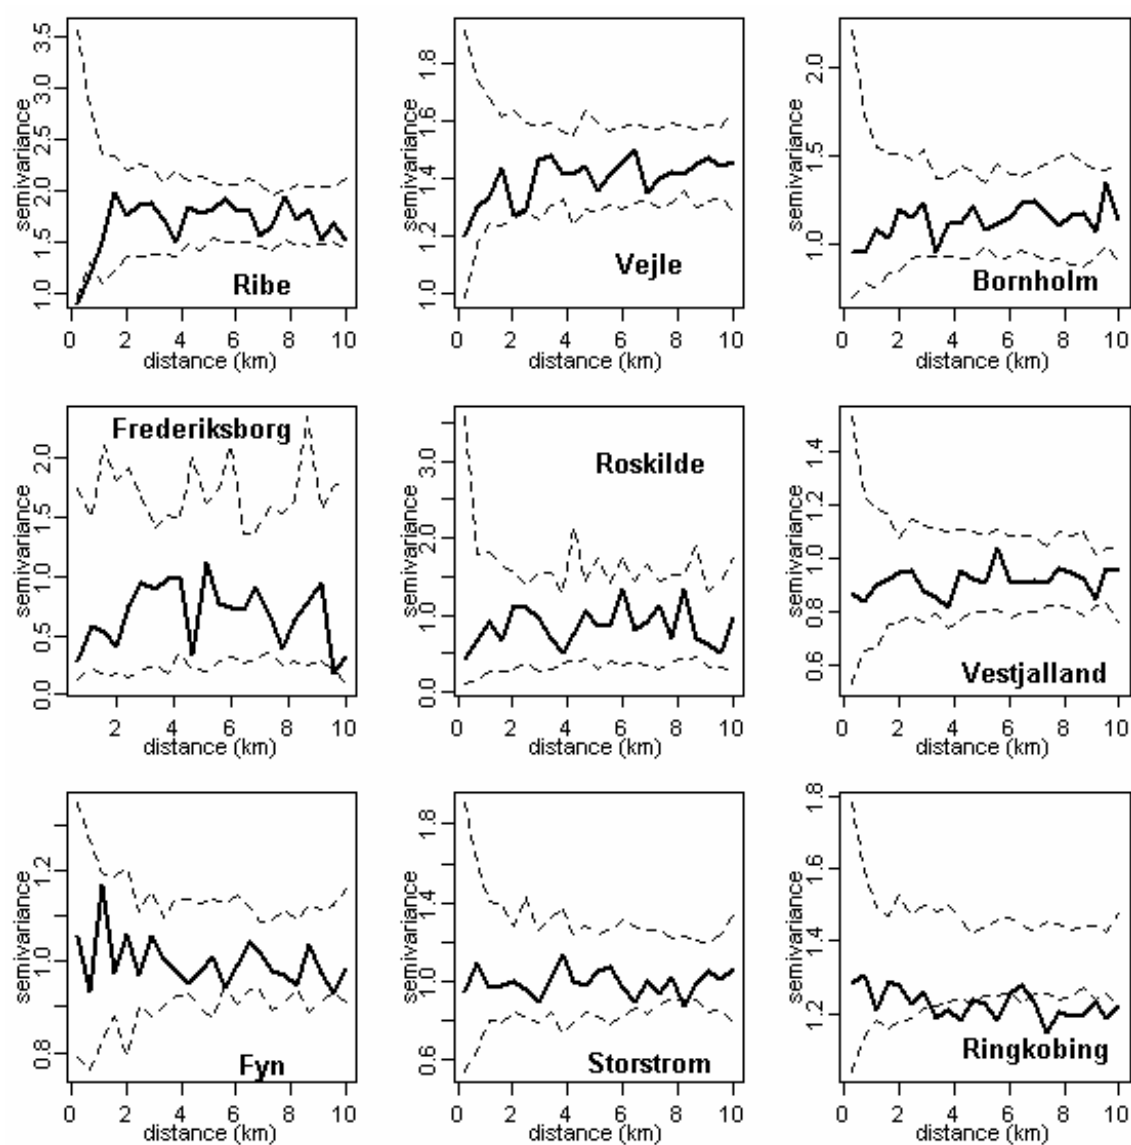 semivariance
1.0 1.5 2.0 2.5 3.0 3.5
Ribe
0 2 4 6 8 10
distance (km)
semivariance
1.0 1.2 1.4 1.6 1.8
Vejle
0 2 4 6 8 10
distance (km)
semivariance
1.0 1.5 2.0
Bornholm
0 2 4 6 8 10
distance (km)
semivariance
0.0 0.5 1.0 1.5 2.0
Frederiksborg
2 4 6 8 10
distance (km)
semivariance
0.0 1.0 2.0 3.0
Roskilde
0 2 4 6 8 10
distance (km)
semivariance
0.6 0.8 1.0 1.2 1.4
Vestjalland
0 2 4 6 8 10
distance (km)
semivariance
0.8 1.0 1.2
Fyn
0 2 4 6 8 10
distance (km)
semivariance
0.6 1.0 1.4 1.8
Storstrom
0 2 4 6 8 10
distance (km)
semivariance
1.2 1.4 1.6 1.8
Ringkobing
0 2 4 6 8 10
distance (km)